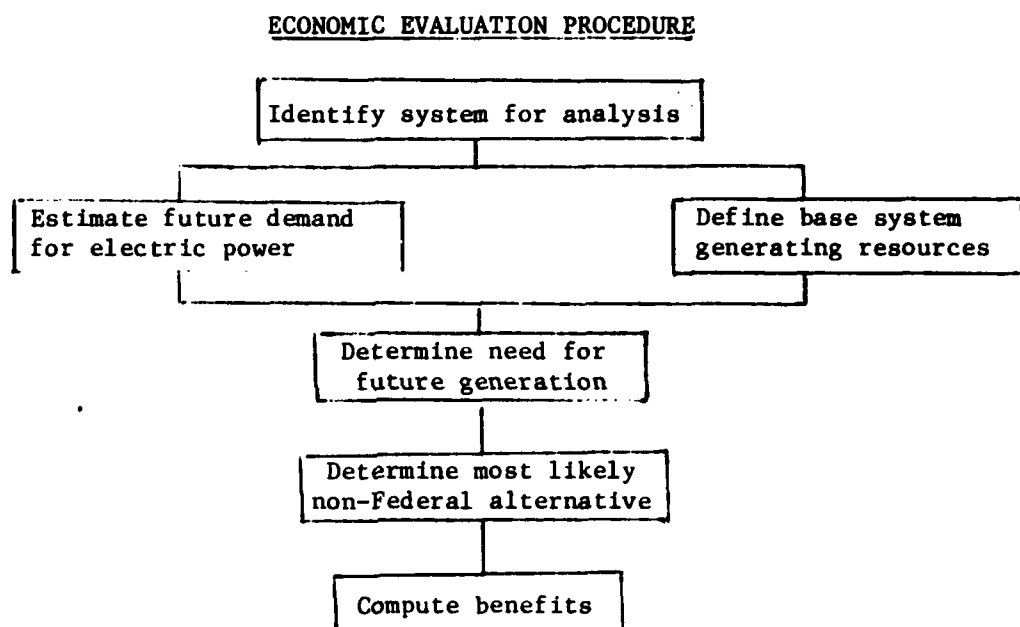 ECONOMIC EVALUATION PROCEDURE
Identify system for analysis
Estimate future demand
for electric power
Define base system
generating resources
Determine need for
future generation
Determine most likely
non-Federal alternative
Compute benefits